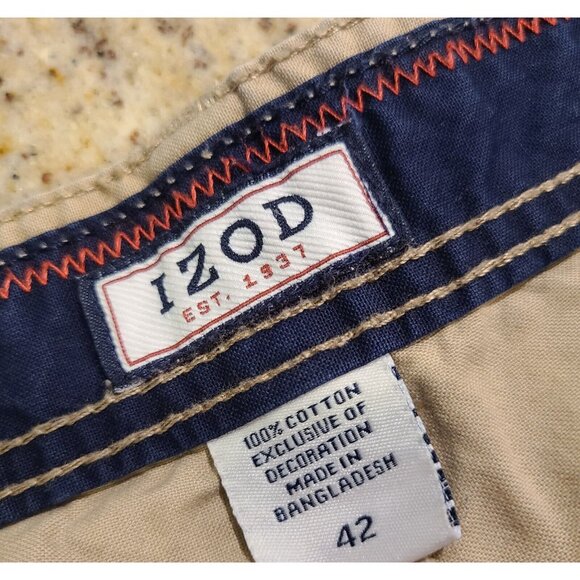 IZOD
EST. 1937
100% COTTON
EXCLUSIVE OF
DECORATION
MADE IN
BANGLADESH
42